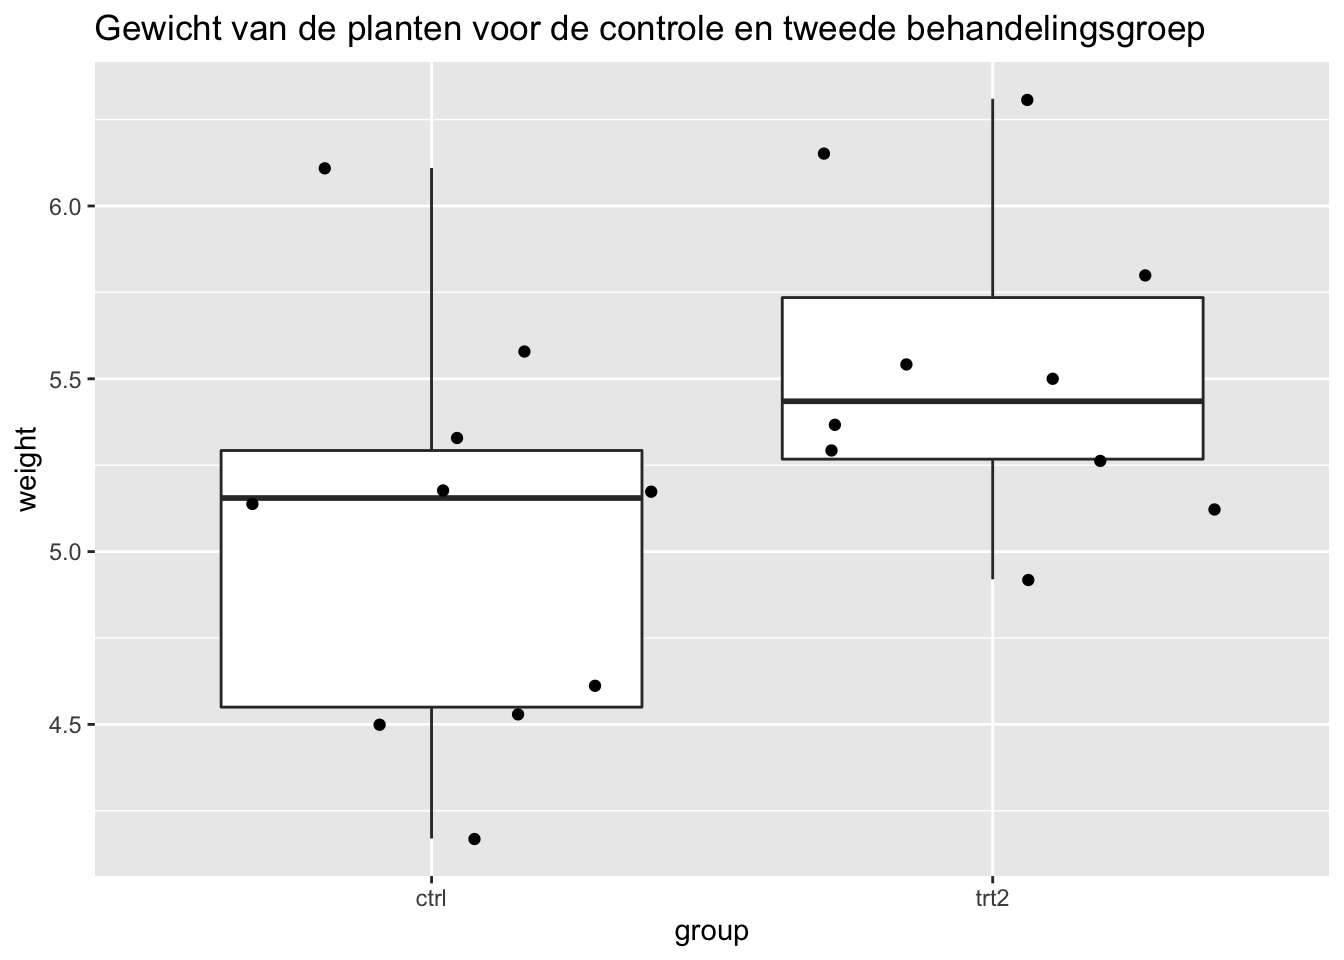 Gewicht van de planten voor de controle en tweede behandelingsgroep
6.0
5.5
5.0
4.5
weight
ctrl trt2
group